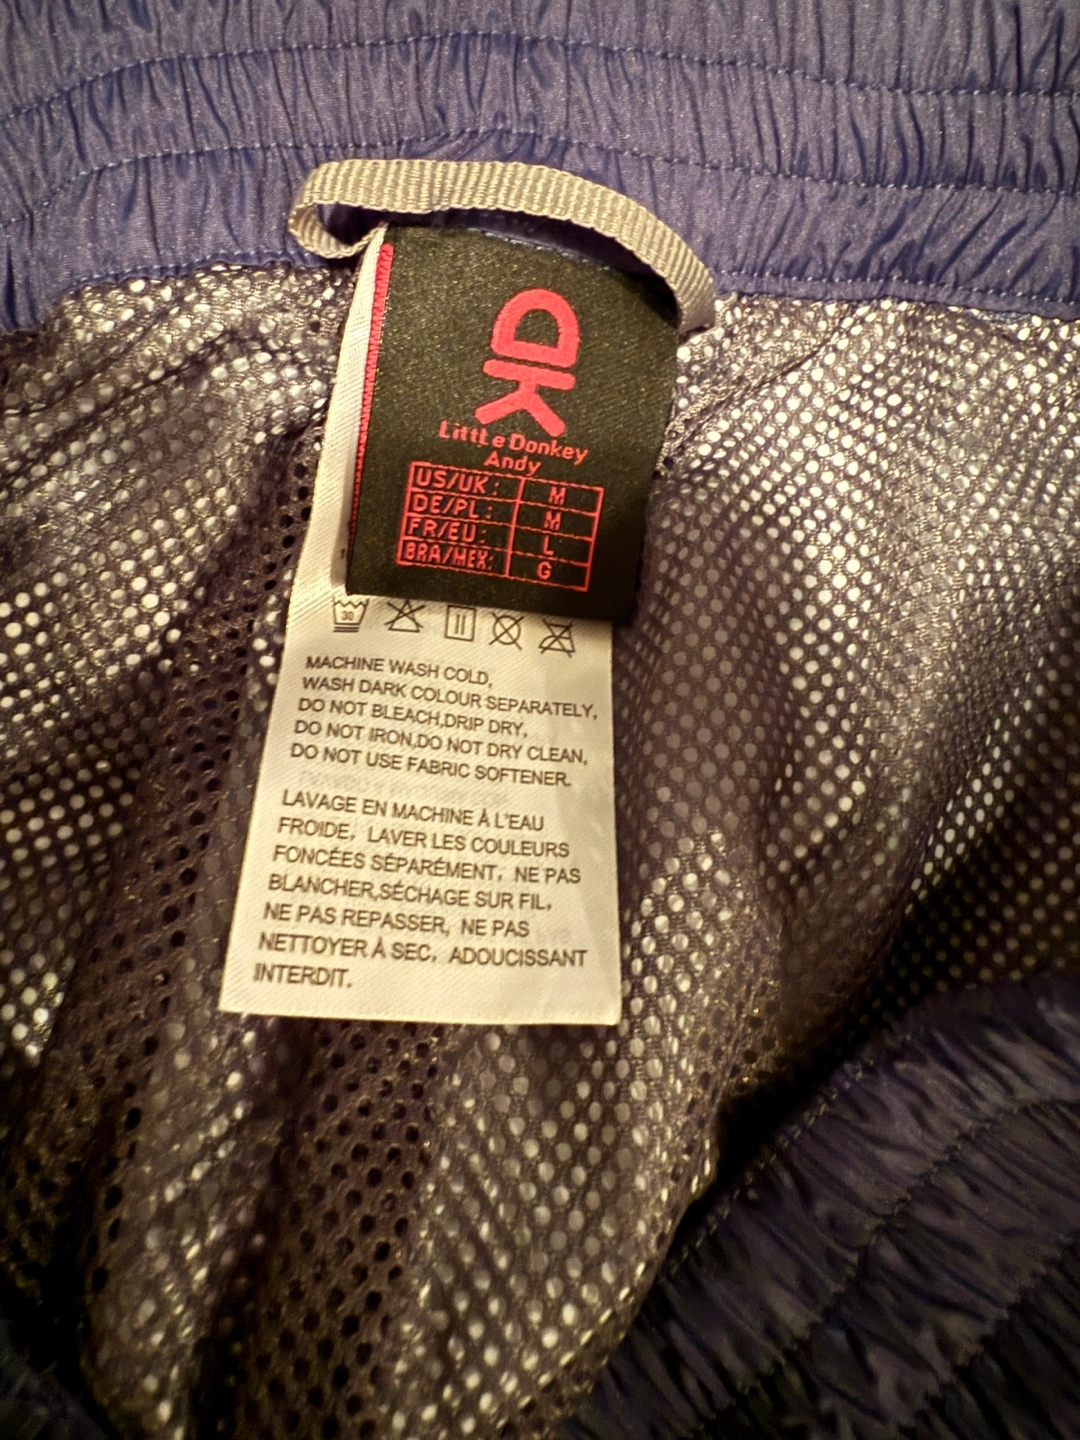 DK
LittLe Donkey
Andy
US/UK: M
DE/PL: M
FR/EU: L
BRA/MEX: G
30
MACHINE WASH COLD,
WASH DARK COLOUR SEPARATELY,
DO NOT BLEACH,DRIP DRY,
DO NOT IRON,DO NOT DRY CLEAN,
DO NOT USE FABRIC SOFTENER.
LAVAGE EN MACHINE À L'EAU
FROIDE, LAVER LES COULEURS
FONCÉES SÉPARÉMENT, NE PAS
BLANCHER,SÉCHAGE SUR FIL,
NE PAS REPASSER, NE PAS
NETTOYER À SEC, ADOUCISSANT
INTERDIT.